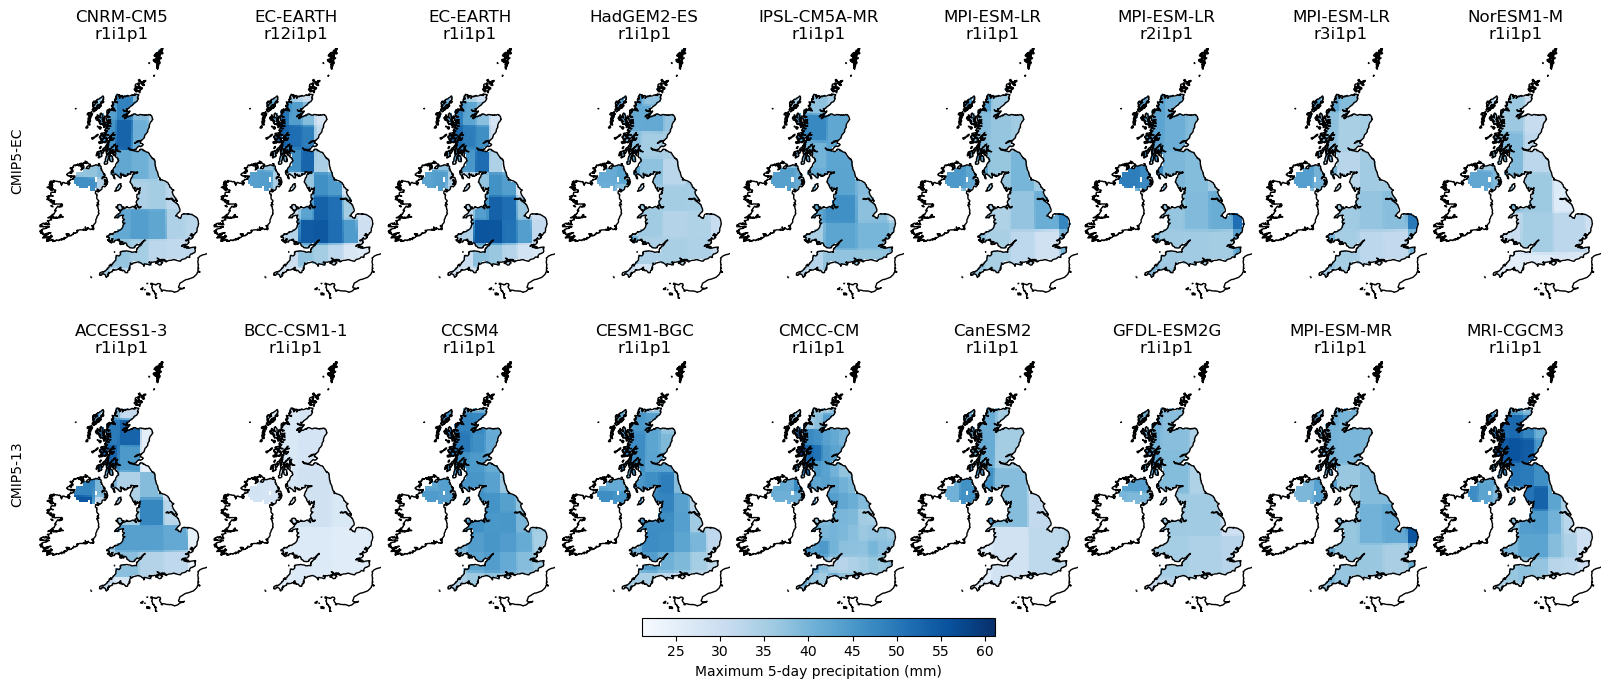 CNRM-CM5 EC-EARTH EC-EARTH HadGEM2-ES IPSL-CM5A-MR MPI-ESM-LR MPI-ESM-LR MPI-ESM-LR NorESM1-M
r1i1p1 r12i1p1 r1i1p1 r1i1p1 r1i1p1 r1i1p1 r2i1p1 r3i1p1 r1i1p1
CMIP5-EC
ACCESS1-3 BCC-CSM1-1 CCSM4 CESM1-BGC CMCC-CM CanESM2 GFDL-ESM2G MPI-ESM-MR MRI-CGCM3
r1i1p1 r1i1p1 r1i1p1 r1i1p1 r1i1p1 r1i1p1 r1i1p1 r1i1p1 r1i1p1
CMIP5-13
25 30 35 40 45 50 55 60
Maximum 5-day precipitation (mm)